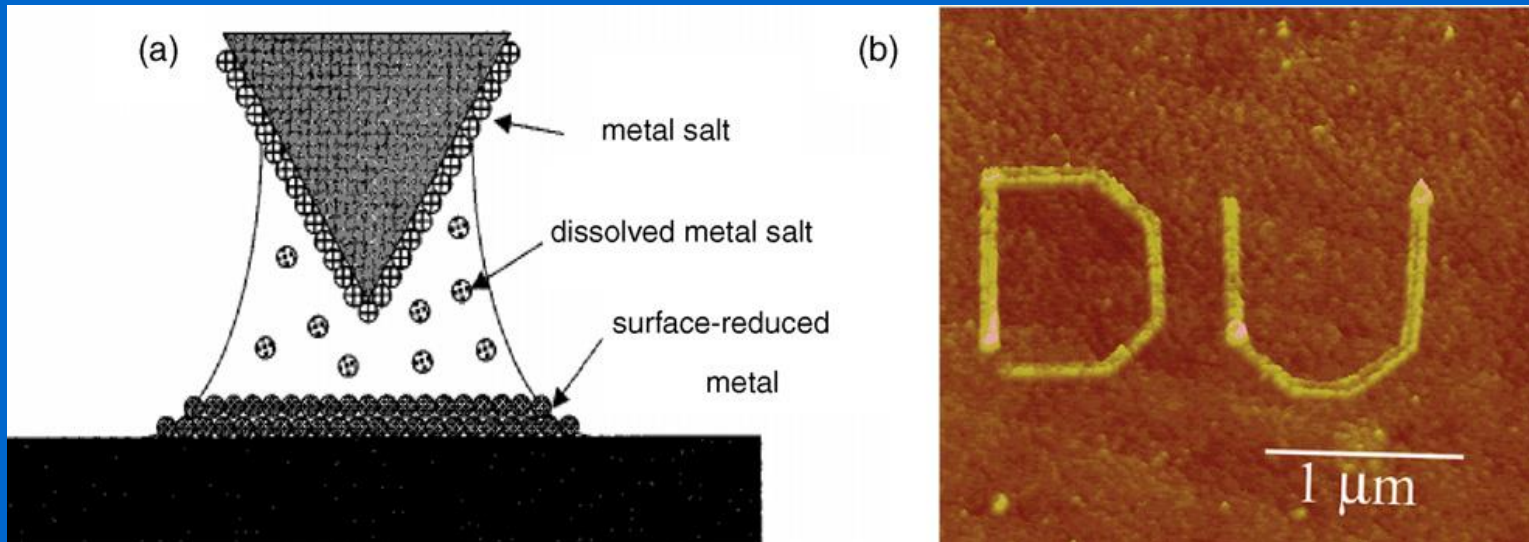 (a)
metal salt
dissolved metal salt
surface-reduced
metal
(b)
DU
1 μm